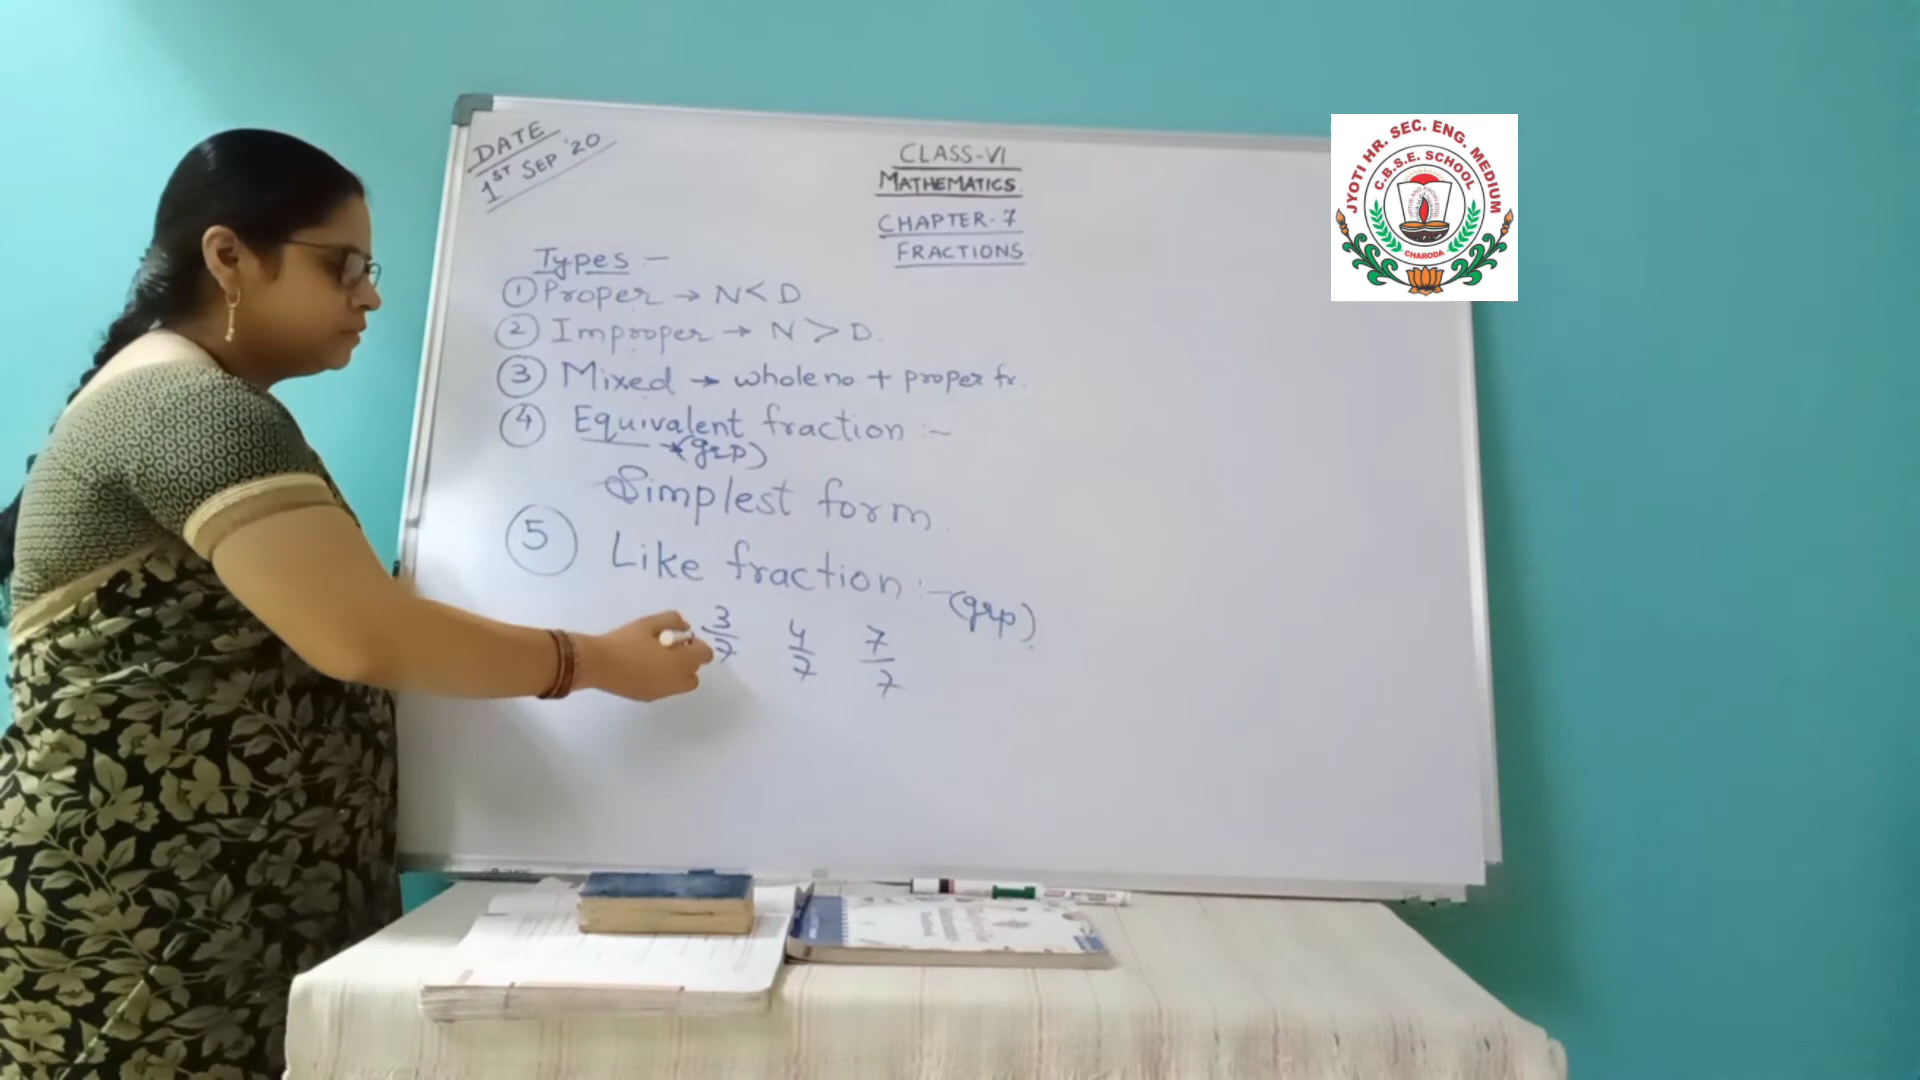 DATE
1ST SEP '20
CLASS-VI
MATHEMATICS
CHAPTER-7
FRACTIONS
Types :-
① Proper → N < D
② Improper → N > D.
③ Mixed → whole no + proper fr.
④ Equivalent fraction :-
→ (grp)
Simplest form.
⑤ Like fraction :- (grp)
3/7 4/7 7/7
JYOTI HR. SEC. ENG. MEDIUM
C.B.S.E. SCHOOL
CHARODA